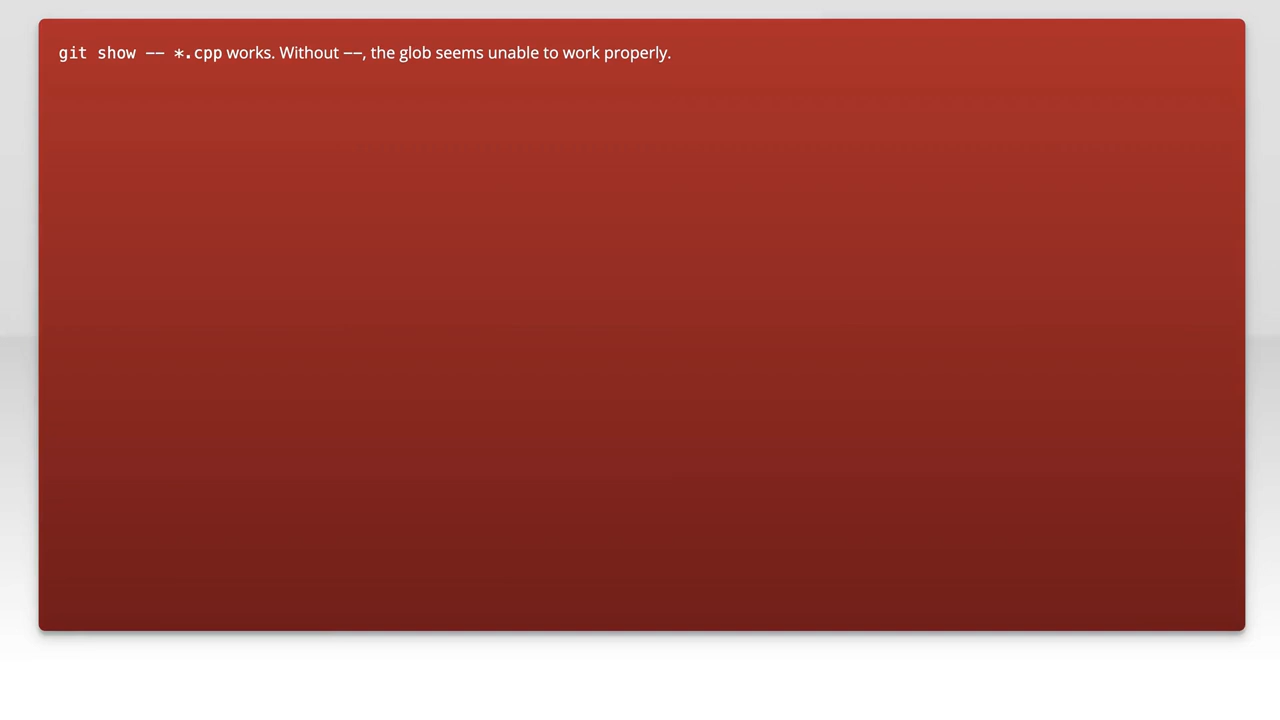 git show -- *.cpp works. Without --, the glob seems unable to work properly.